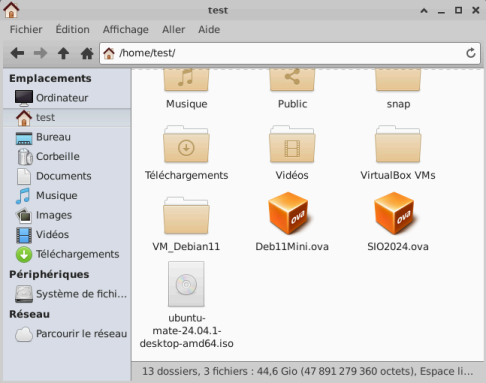 test
Fichier Édition Affichage Aller Aide
/home/test/
Emplacements
Ordinateur
test
Bureau
Corbeille
Documents
Musique
Images
Vidéos
Téléchargements
Périphériques
Système de fichi...
Réseau
Parcourir le réseau
Musique Public snap
Téléchargements Vidéos VirtualBox VMs
ova ova
VM_Debian11 Deb11Mini.ova SIO2024.ova
ubuntu-
mate-24.04.1-
desktop-amd64.iso
13 dossiers, 3 fichiers : 44,6 Gio (47 891 279 360 octets), Espace li...